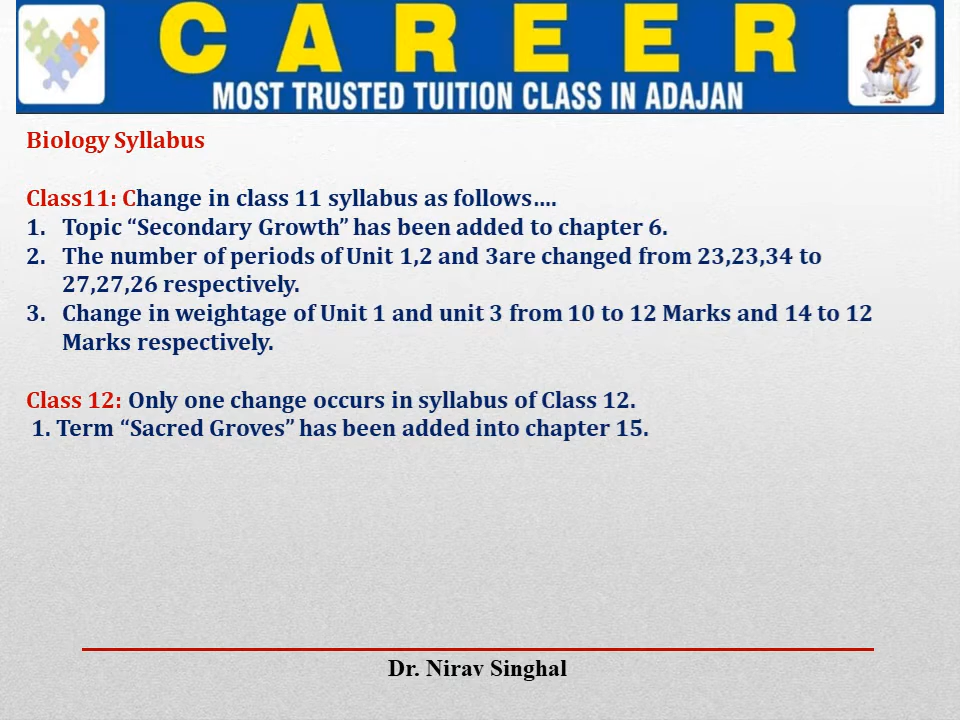 CAREER
MOST TRUSTED TUITION CLASS IN ADAJAN
Biology Syllabus
Class11: Change in class 11 syllabus as follows….
1. Topic “Secondary Growth” has been added to chapter 6.
2. The number of periods of Unit 1,2 and 3are changed from 23,23,34 to
27,27,26 respectively.
3. Change in weightage of Unit 1 and unit 3 from 10 to 12 Marks and 14 to 12
Marks respectively.
Class 12: Only one change occurs in syllabus of Class 12.
1. Term “Sacred Groves” has been added into chapter 15.
Dr. Nirav Singhal